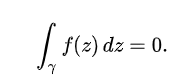 ∫_γ f(z) dz = 0.